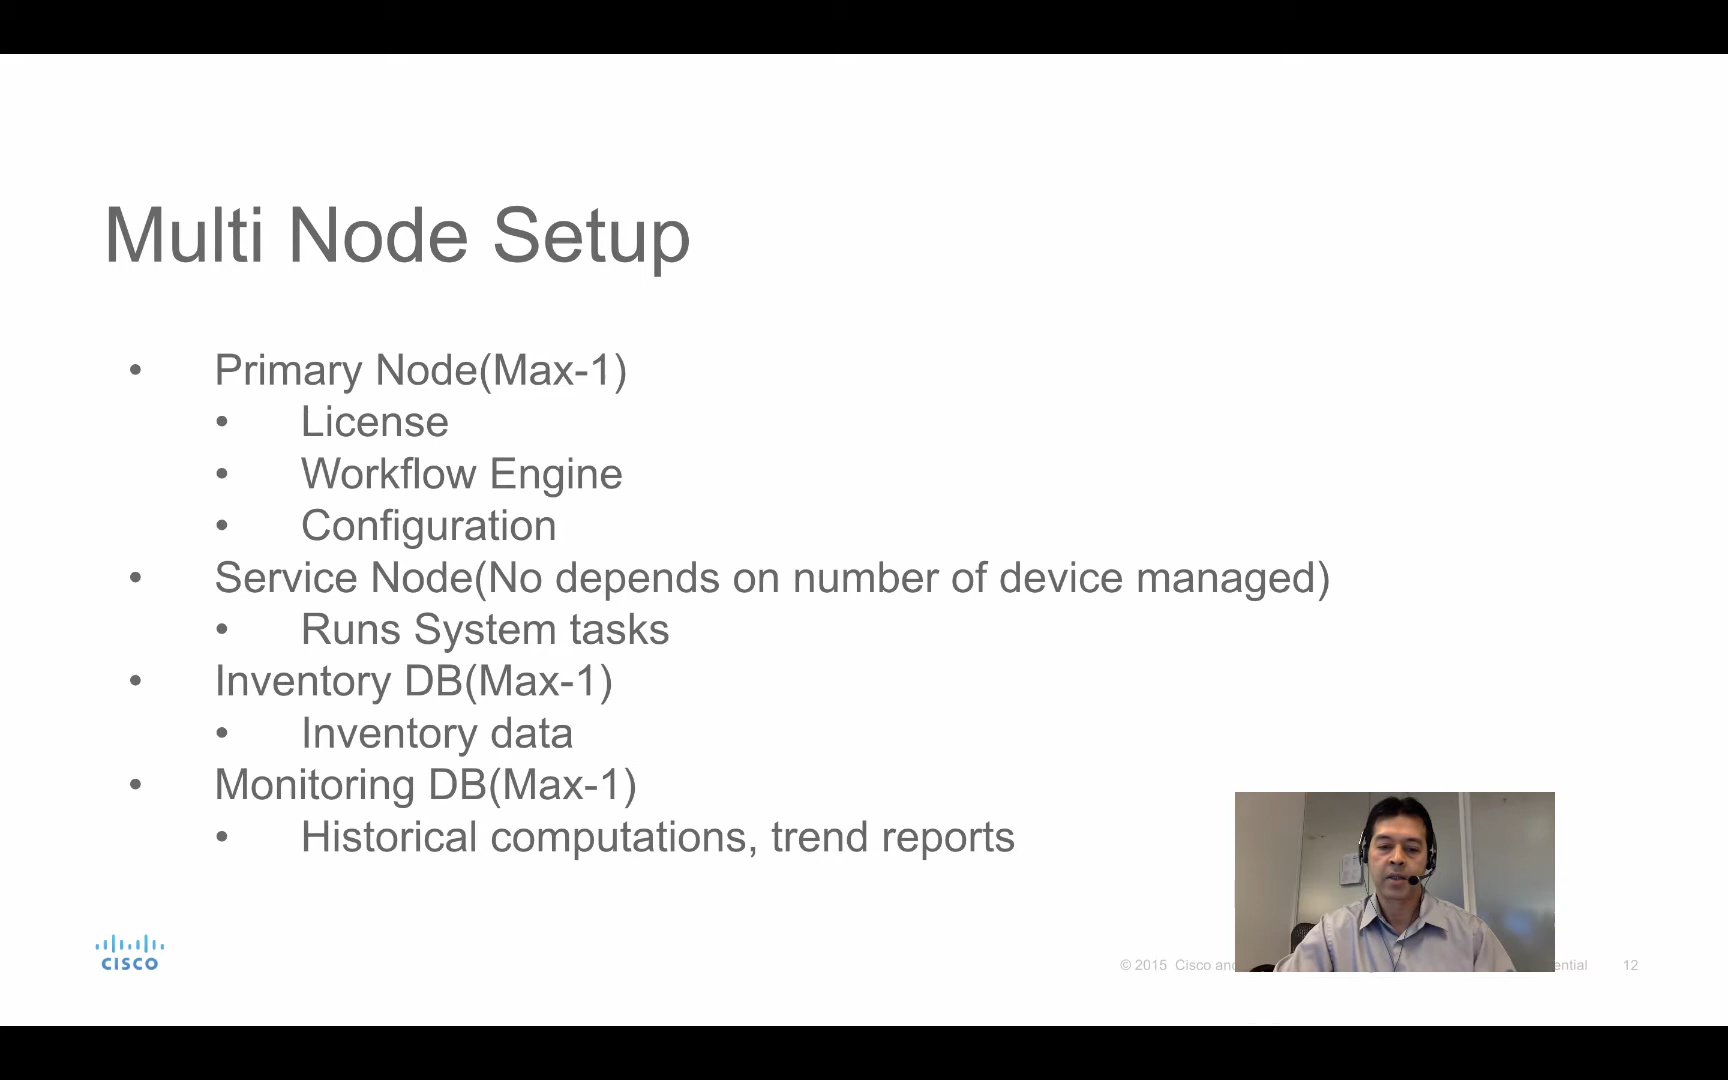 Multi Node Setup
• Primary Node(Max-1)
• License
• Workflow Engine
• Configuration
• Service Node(No depends on number of device managed)
• Runs System tasks
• Inventory DB(Max-1)
• Inventory data
• Monitoring DB(Max-1)
• Historical computations, trend reports
CISCO
© 2015 Cisco and
12